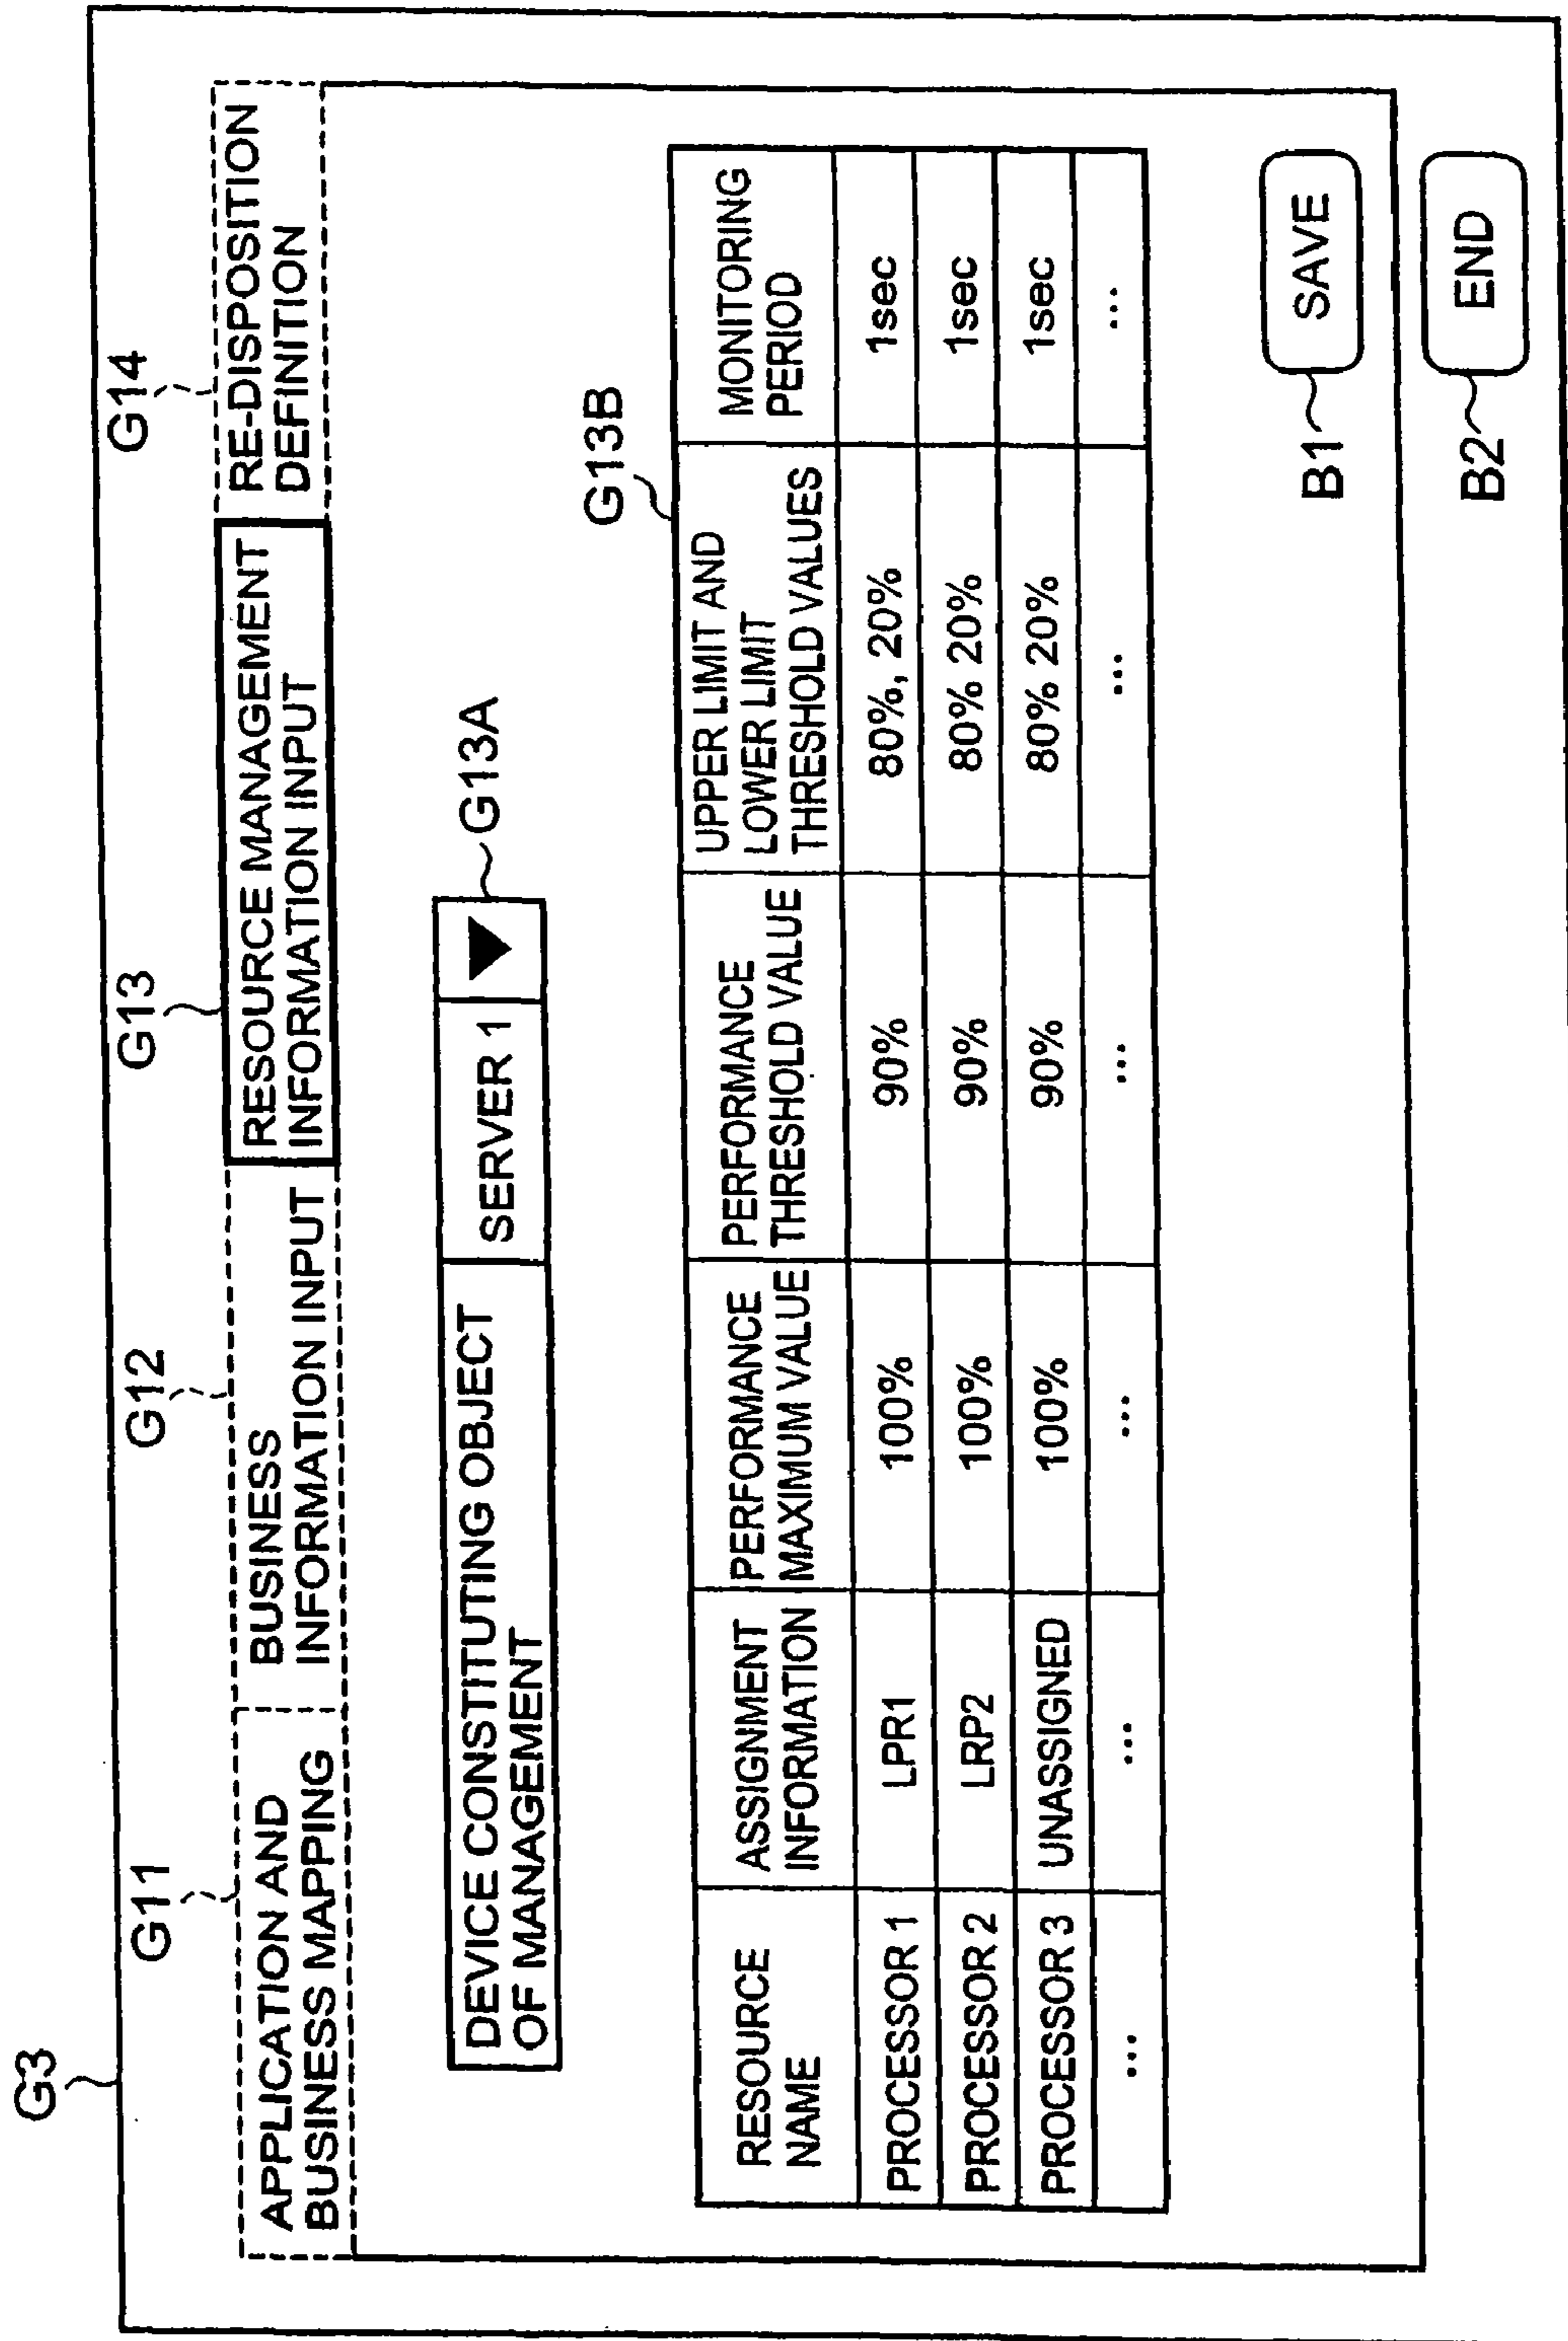 G3
G11
G12
G13
G14
APPLICATION AND
BUSINESS MAPPING
BUSINESS
INFORMATION INPUT
RESOURCE MANAGEMENT
INFORMATION INPUT
RE-DISPOSITION
DEFINITION
DEVICE CONSTITUTING OBJECT
OF MANAGEMENT
SERVER 1
G13A
G13B
RESOURCE
NAME
ASSIGNMENT
INFORMATION
PERFORMANCE
MAXIMUM VALUE
PERFORMANCE
THRESHOLD VALUE
UPPER LIMIT AND
LOWER LIMIT
THRESHOLD VALUES
MONITORING
PERIOD
PROCESSOR 1 LPR1 100% 90% 80%, 20% 1sec
PROCESSOR 2 LRP2 100% 90% 80% 20% 1sec
PROCESSOR 3 UNASSIGNED 100% 90% 80% 20% 1sec
... ... ... ... ... ...
B1 SAVE
B2 END